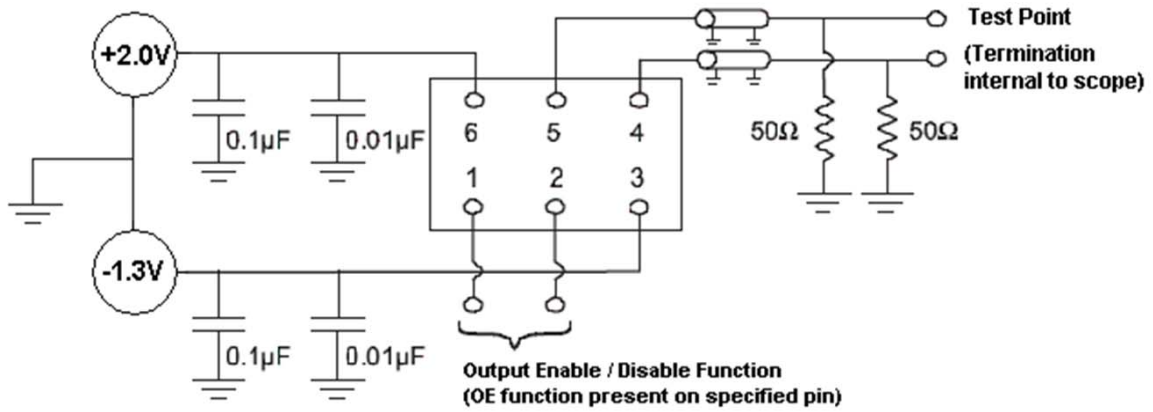 +2.0V
0.1µF
0.01µF
6
5
4
1
2
3
Test Point
(Termination
internal to scope)
50Ω
50Ω
-1.3V
0.1µF
0.01µF
Output Enable / Disable Function
(OE function present on specified pin)